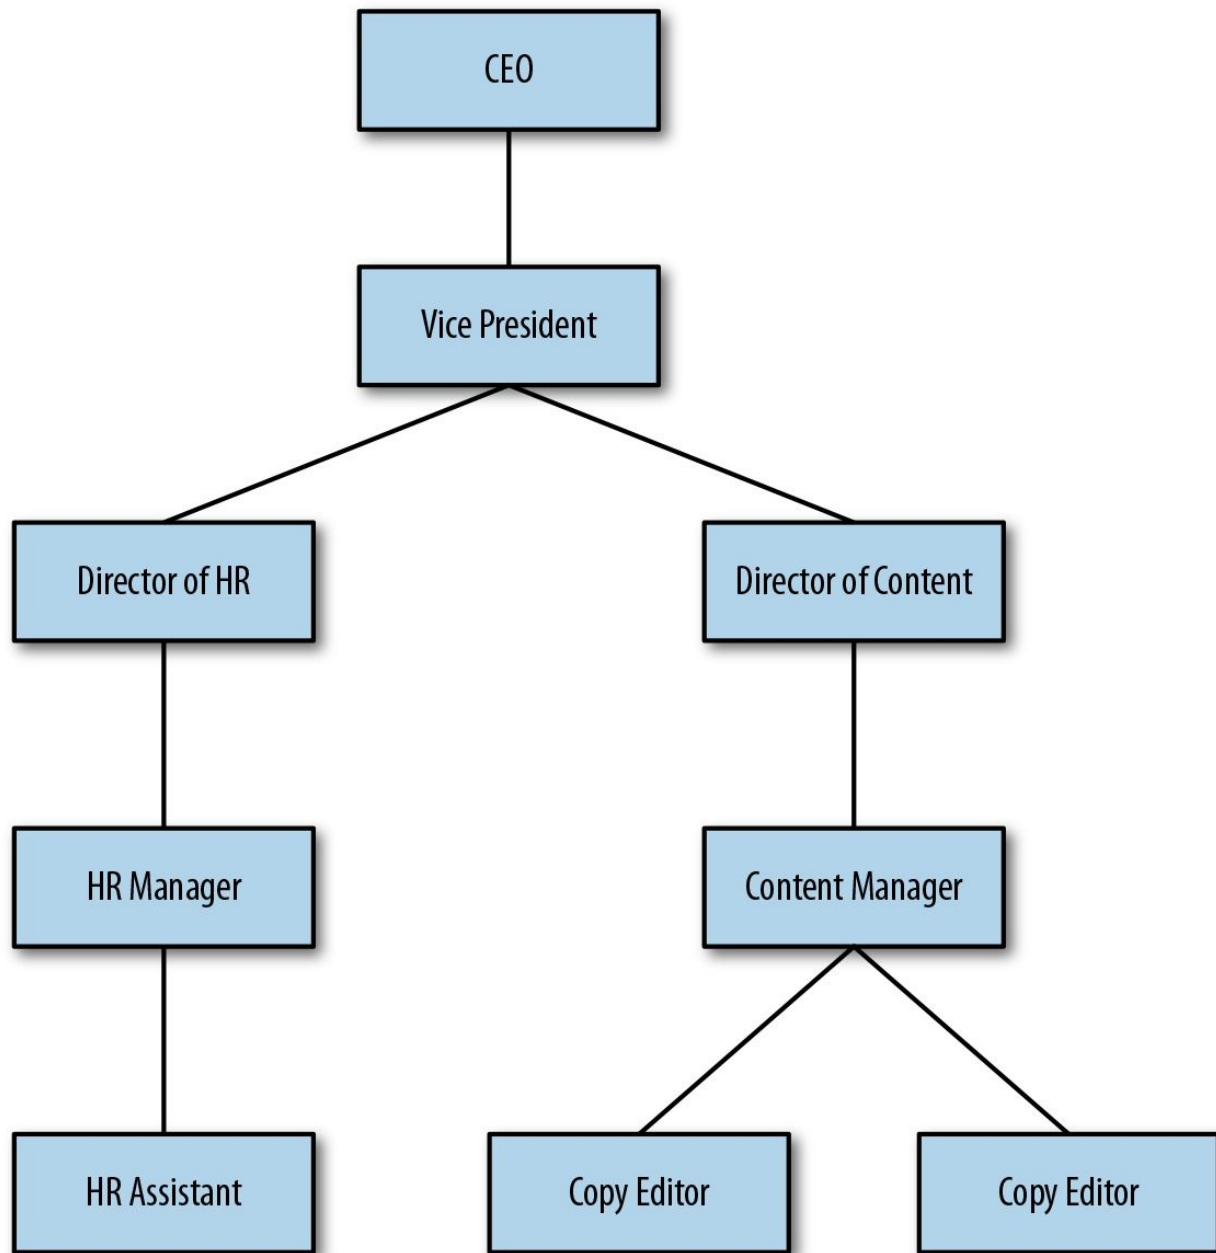 CEO
Vice President
Director of HR
Director of Content
HR Manager
Content Manager
HR Assistant
Copy Editor
Copy Editor